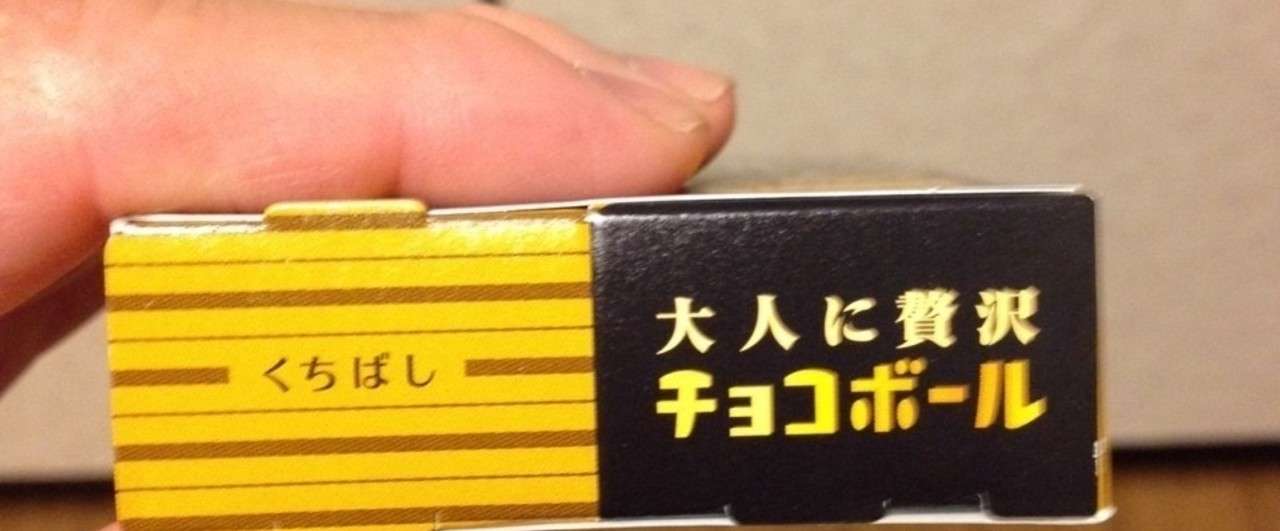 くちばし
大人に贅沢
チョコボール